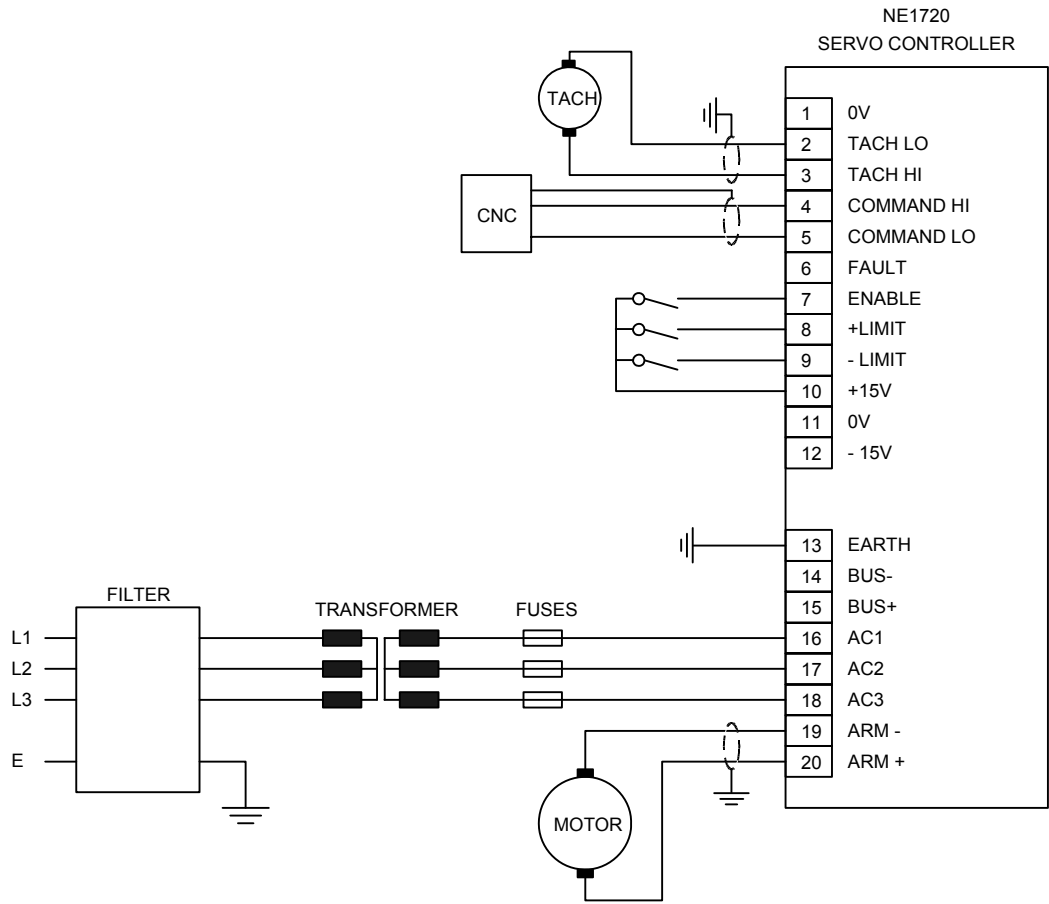 NE1720
SERVO CONTROLLER
TACH
CNC
1 0V
2 TACH LO
3 TACH HI
4 COMMAND HI
5 COMMAND LO
6 FAULT
7 ENABLE
8 +LIMIT
9 - LIMIT
10 +15V
11 0V
12 - 15V
13 EARTH
14 BUS-
15 BUS+
16 AC1
17 AC2
18 AC3
19 ARM -
20 ARM +
FILTER
TRANSFORMER
FUSES
L1
L2
L3
E
MOTOR